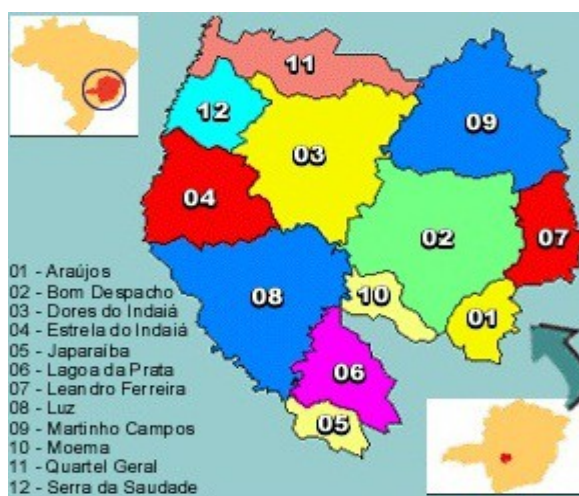 11
12
09
03
04
02
07
10
08
01
06
05
01 - Araújos
02 - Bom Despacho
03 - Dores do Indaiá
04 - Estrela do Indaiá
05 - Japaraíba
06 - Lagoa da Prata
07 - Leandro Ferreira
08 - Luz
09 - Martinho Campos
10 - Moema
11 - Quartel Geral
12 - Serra da Saudade